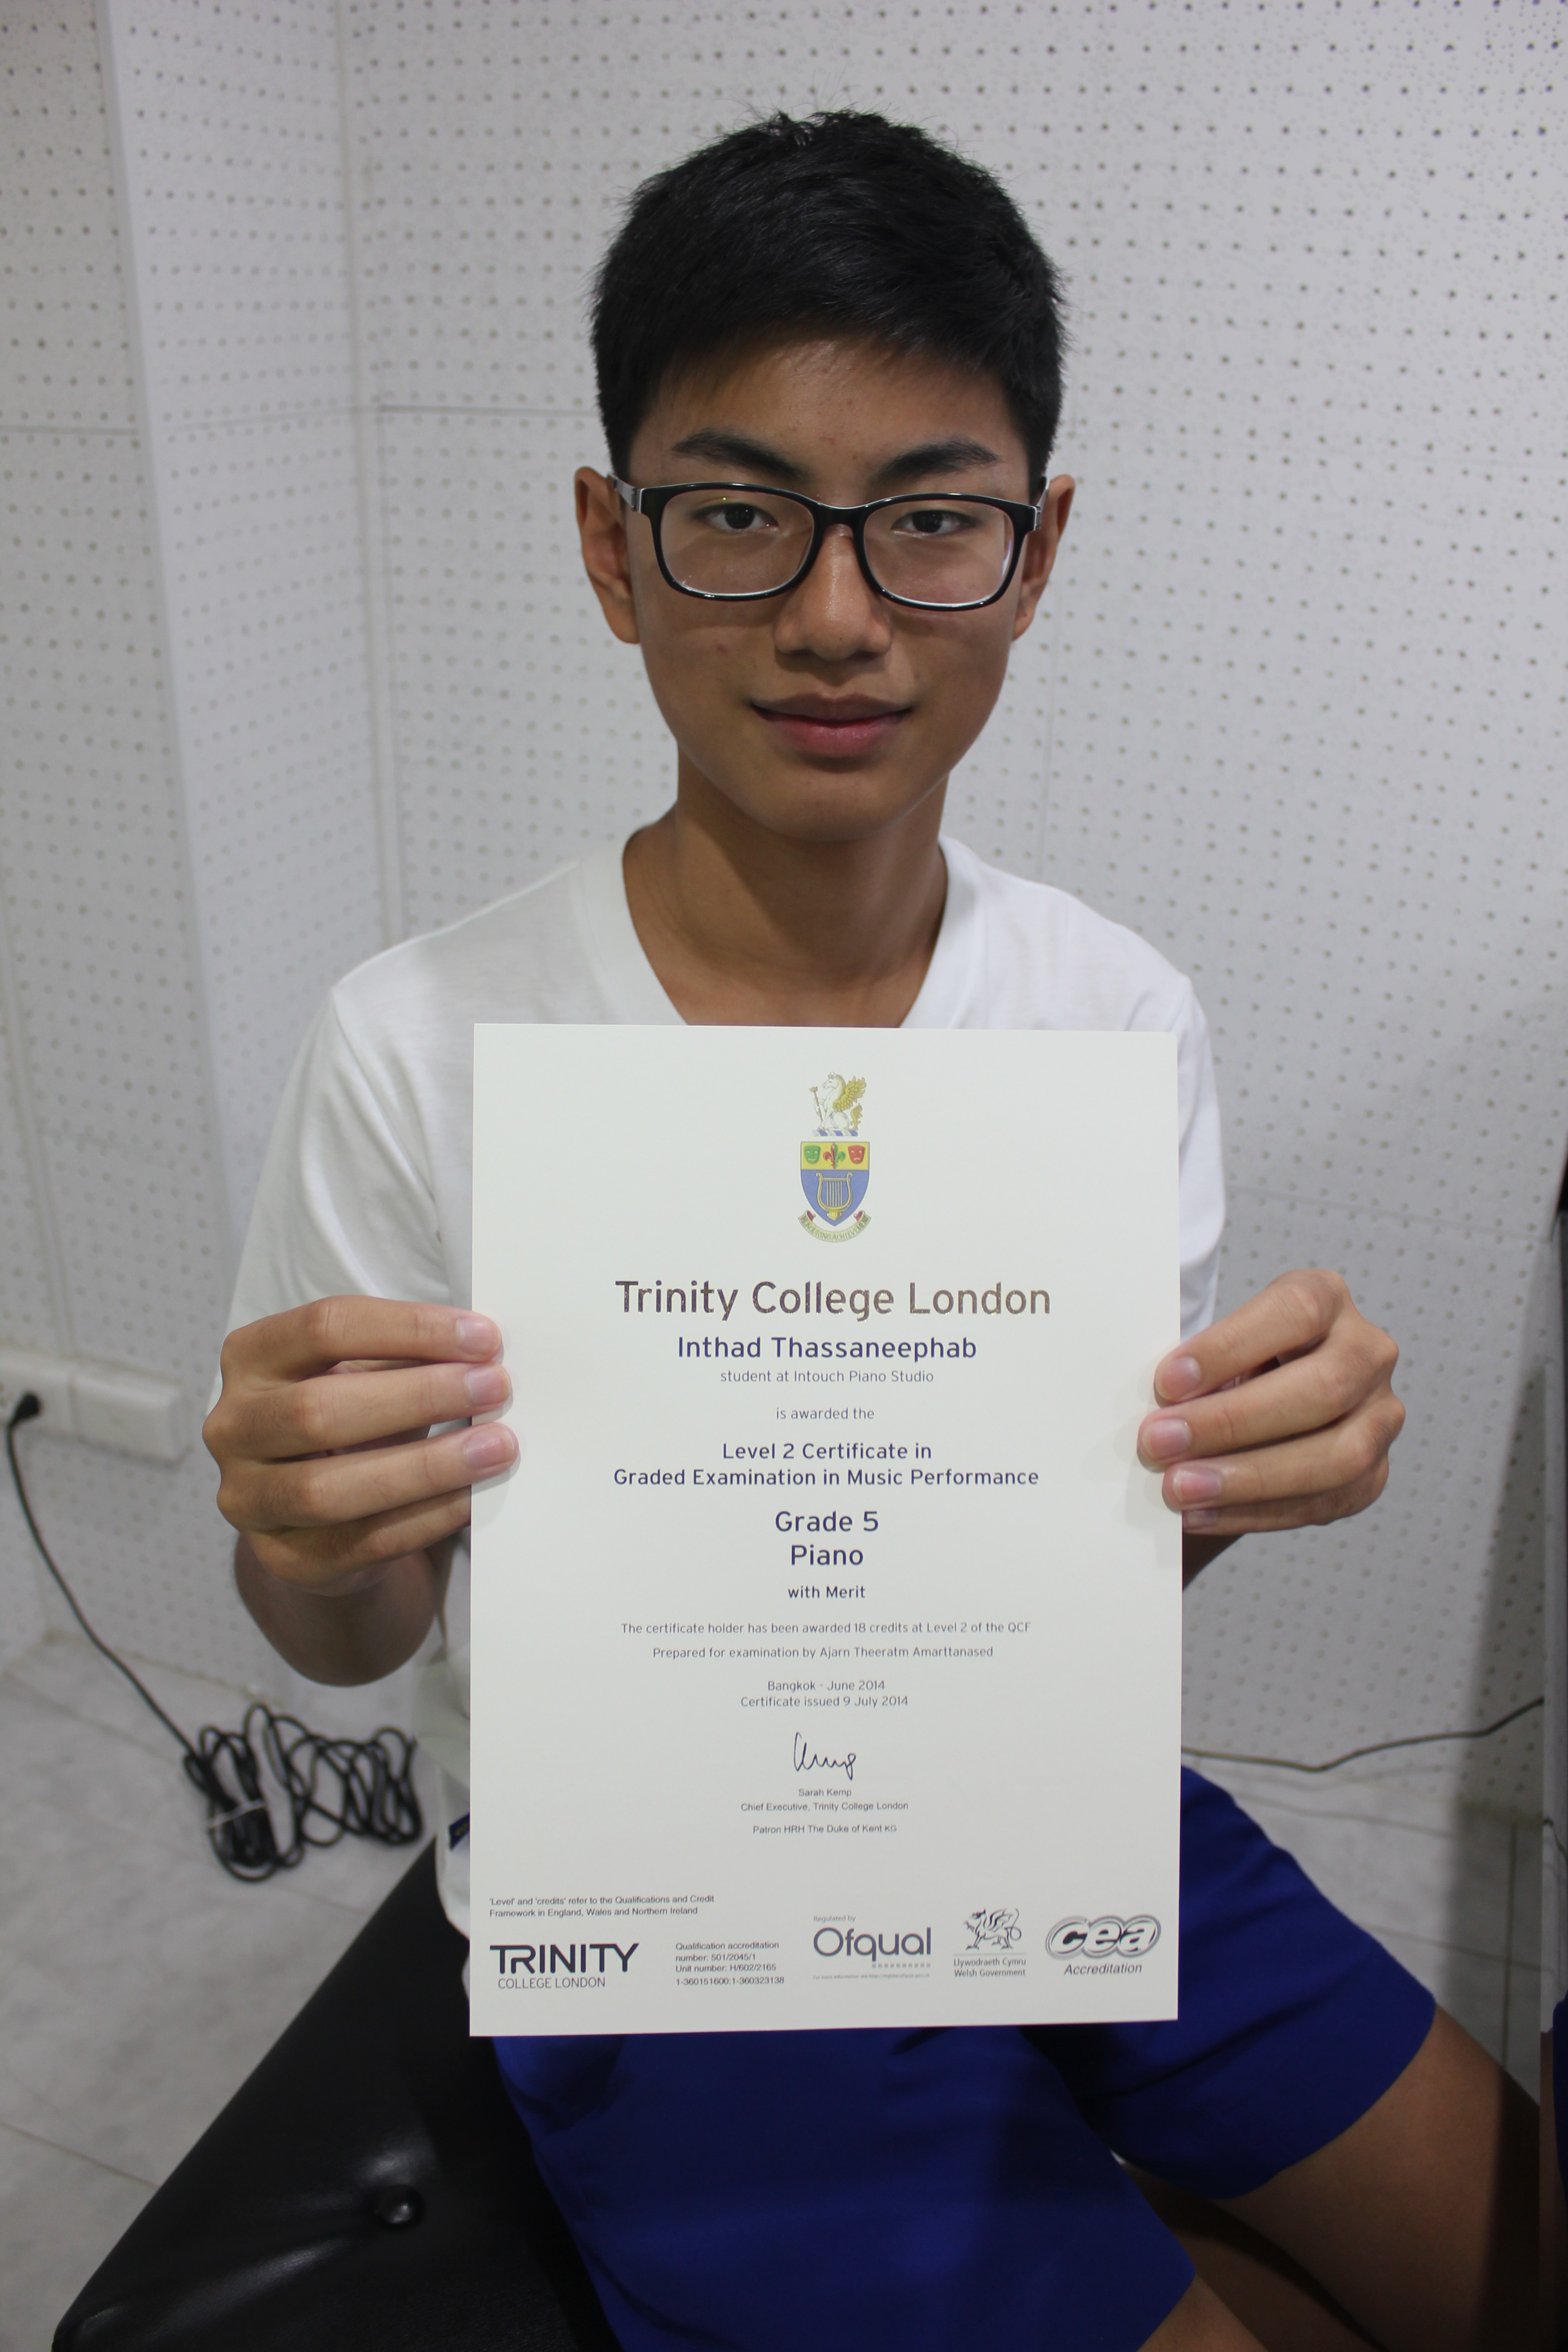 Trinity College London
Inthad Thassaneephab
student at Intouch Piano Studio
is awarded the
Level 2 Certificate in
Graded Examination in Music Performance
Grade 5
Piano
with Merit
The certificate holder has been awarded 18 credits at Level 2 of the QCF
Prepared for examination by Ajarn Theeratm Amarttanased
Bangkok - June 2014
Certificate issued 9 July 2014
Sarah Kemp
Chief Executive, Trinity College London
Patron HRH The Duke of Kent KG
'Level' and 'credits' refer to the Qualifications and Credit
Framework in England, Wales and Northern Ireland
TRINITY
COLLEGE LONDON
Qualification accreditation
number: 501/2045/1
Unit number: H/602/2165
1-360151600:1-360323138
Regulated by
Ofqual
Llywodraeth Cymru
Welsh Government
cea
Accreditation